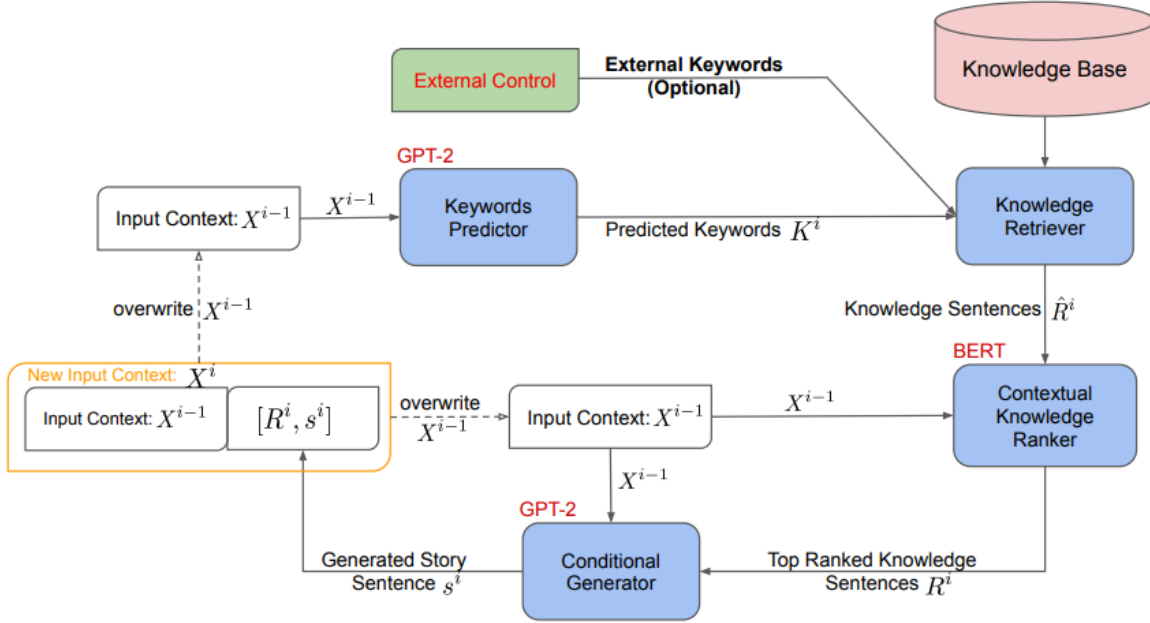 External Control
External Keywords
(Optional)
Knowledge Base
GPT-2
Input Context: X^{i-1}
X^{i-1}
Keywords
Predictor
Predicted Keywords K^i
Knowledge
Retriever
overwrite X^{i-1}
Knowledge Sentences R̂^i
BERT
New Input Context: X^i
Input Context: X^{i-1}
[R^i, s^i]
overwrite
X^{i-1}
Input Context: X^{i-1}
X^{i-1}
Contextual
Knowledge
Ranker
X^{i-1}
GPT-2
Generated Story
Sentence s^i
Conditional
Generator
Top Ranked Knowledge
Sentences R^i